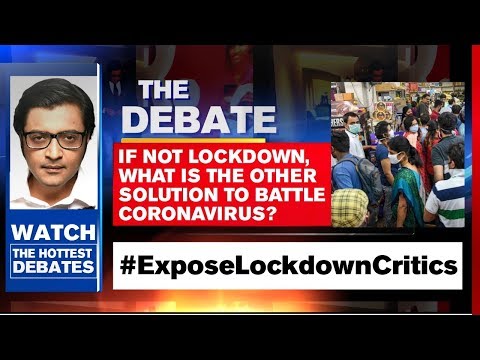 THE
DEBATE
IF NOT LOCKDOWN,
WHAT IS THE OTHER
SOLUTION TO BATTLE
CORONAVIRUS?
WATCH
THE HOTTEST
DEBATES
#ExposeLockdownCritics